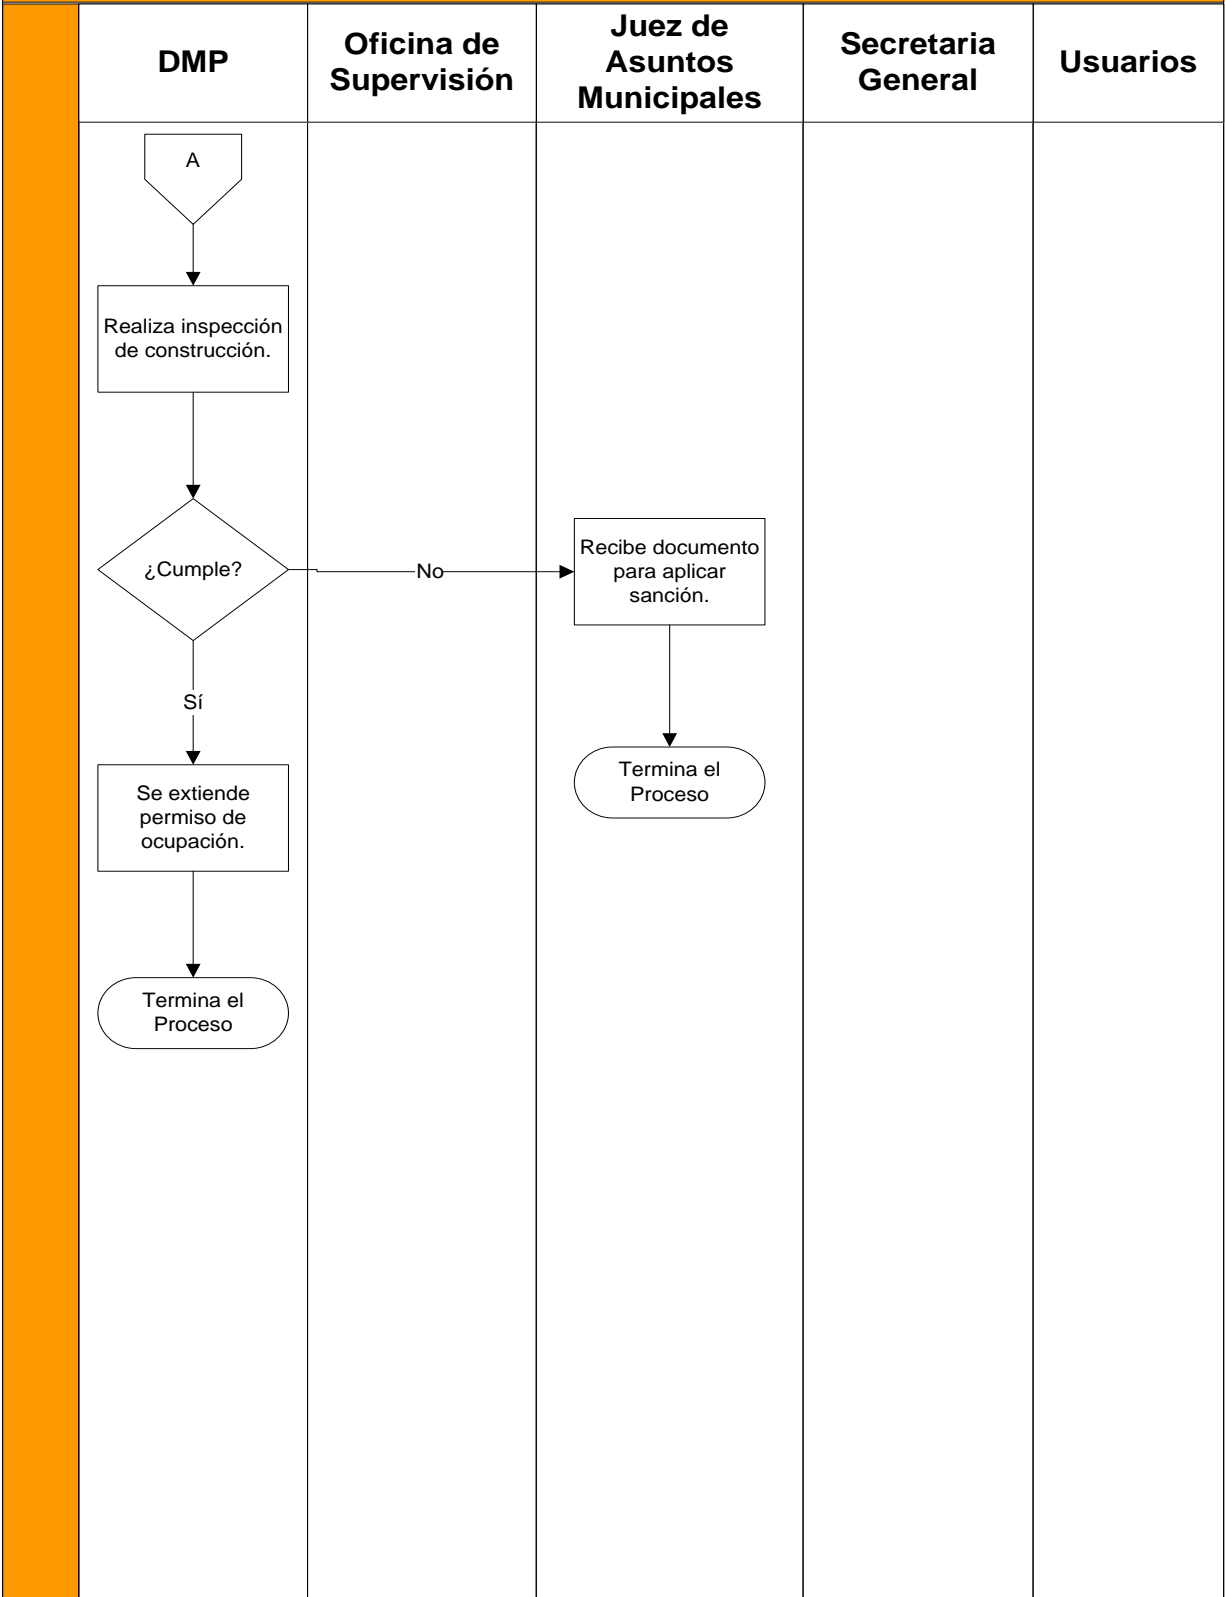 DMP
Oficina de
Supervisión
Juez de
Asuntos
Municipales
Secretaria
General
Usuarios
A
Realiza inspección
de construcción.
¿Cumple?
No
Recibe documento
para aplicar
sanción.
Sí
Se extiende
permiso de
ocupación.
Termina el
Proceso
Termina el
Proceso